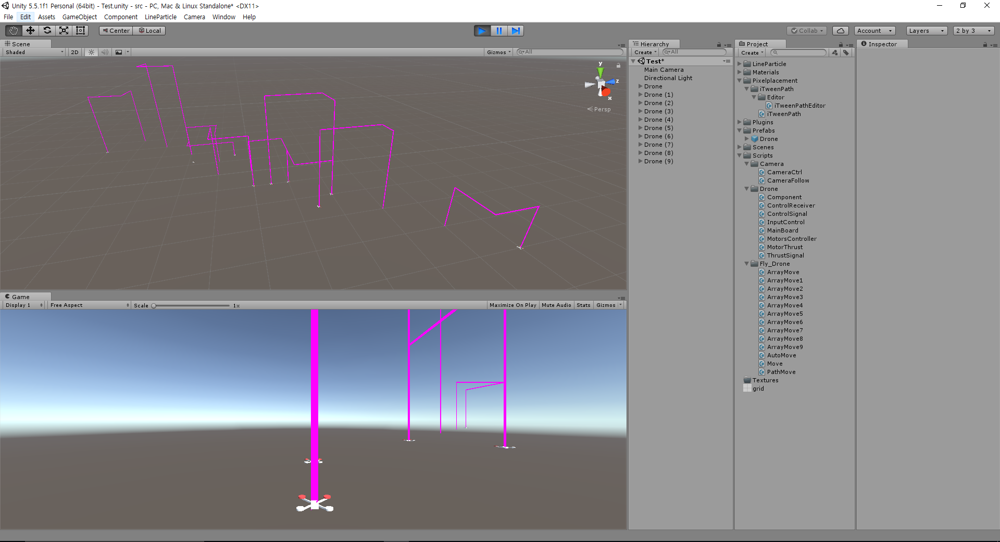 Unity 5.5.1f1 Personal (64bit) - Test.unity - src - PC, Mac & Linux Standalone* <DX11>
File Edit Assets GameObject Component LineParticle Camera Window Help
Center Local
Collab Account Layers 2 by 3
Scene
Shaded 2D Gizmos All
y
z
x
Persp
Game
Display 1 Free Aspect Scale 1x Maximize On Play Mute Audio Stats Gizmos
Hierarchy
Create All
Test*
Main Camera
Directional Light
Drone
Drone (1)
Drone (2)
Drone (3)
Drone (4)
Drone (5)
Drone (6)
Drone (7)
Drone (8)
Drone (9)
Project
Create
LineParticle
Materials
Pixelplacement
iTweenPath
Editor
iTweenPathEditor
iTweenPath
Plugins
Prefabs
Drone
Scenes
Scripts
Camera
CameraCtrl
CameraFollow
Drone
Component
ControlReceiver
ControlSignal
InputControl
MainBoard
MotorsController
MotorThrust
ThrustSignal
Fly_Drone
ArrayMove
ArrayMove1
ArrayMove2
ArrayMove3
ArrayMove4
ArrayMove5
ArrayMove6
ArrayMove7
ArrayMove8
ArrayMove9
AutoMove
Move
PathMove
Textures
grid
Inspector